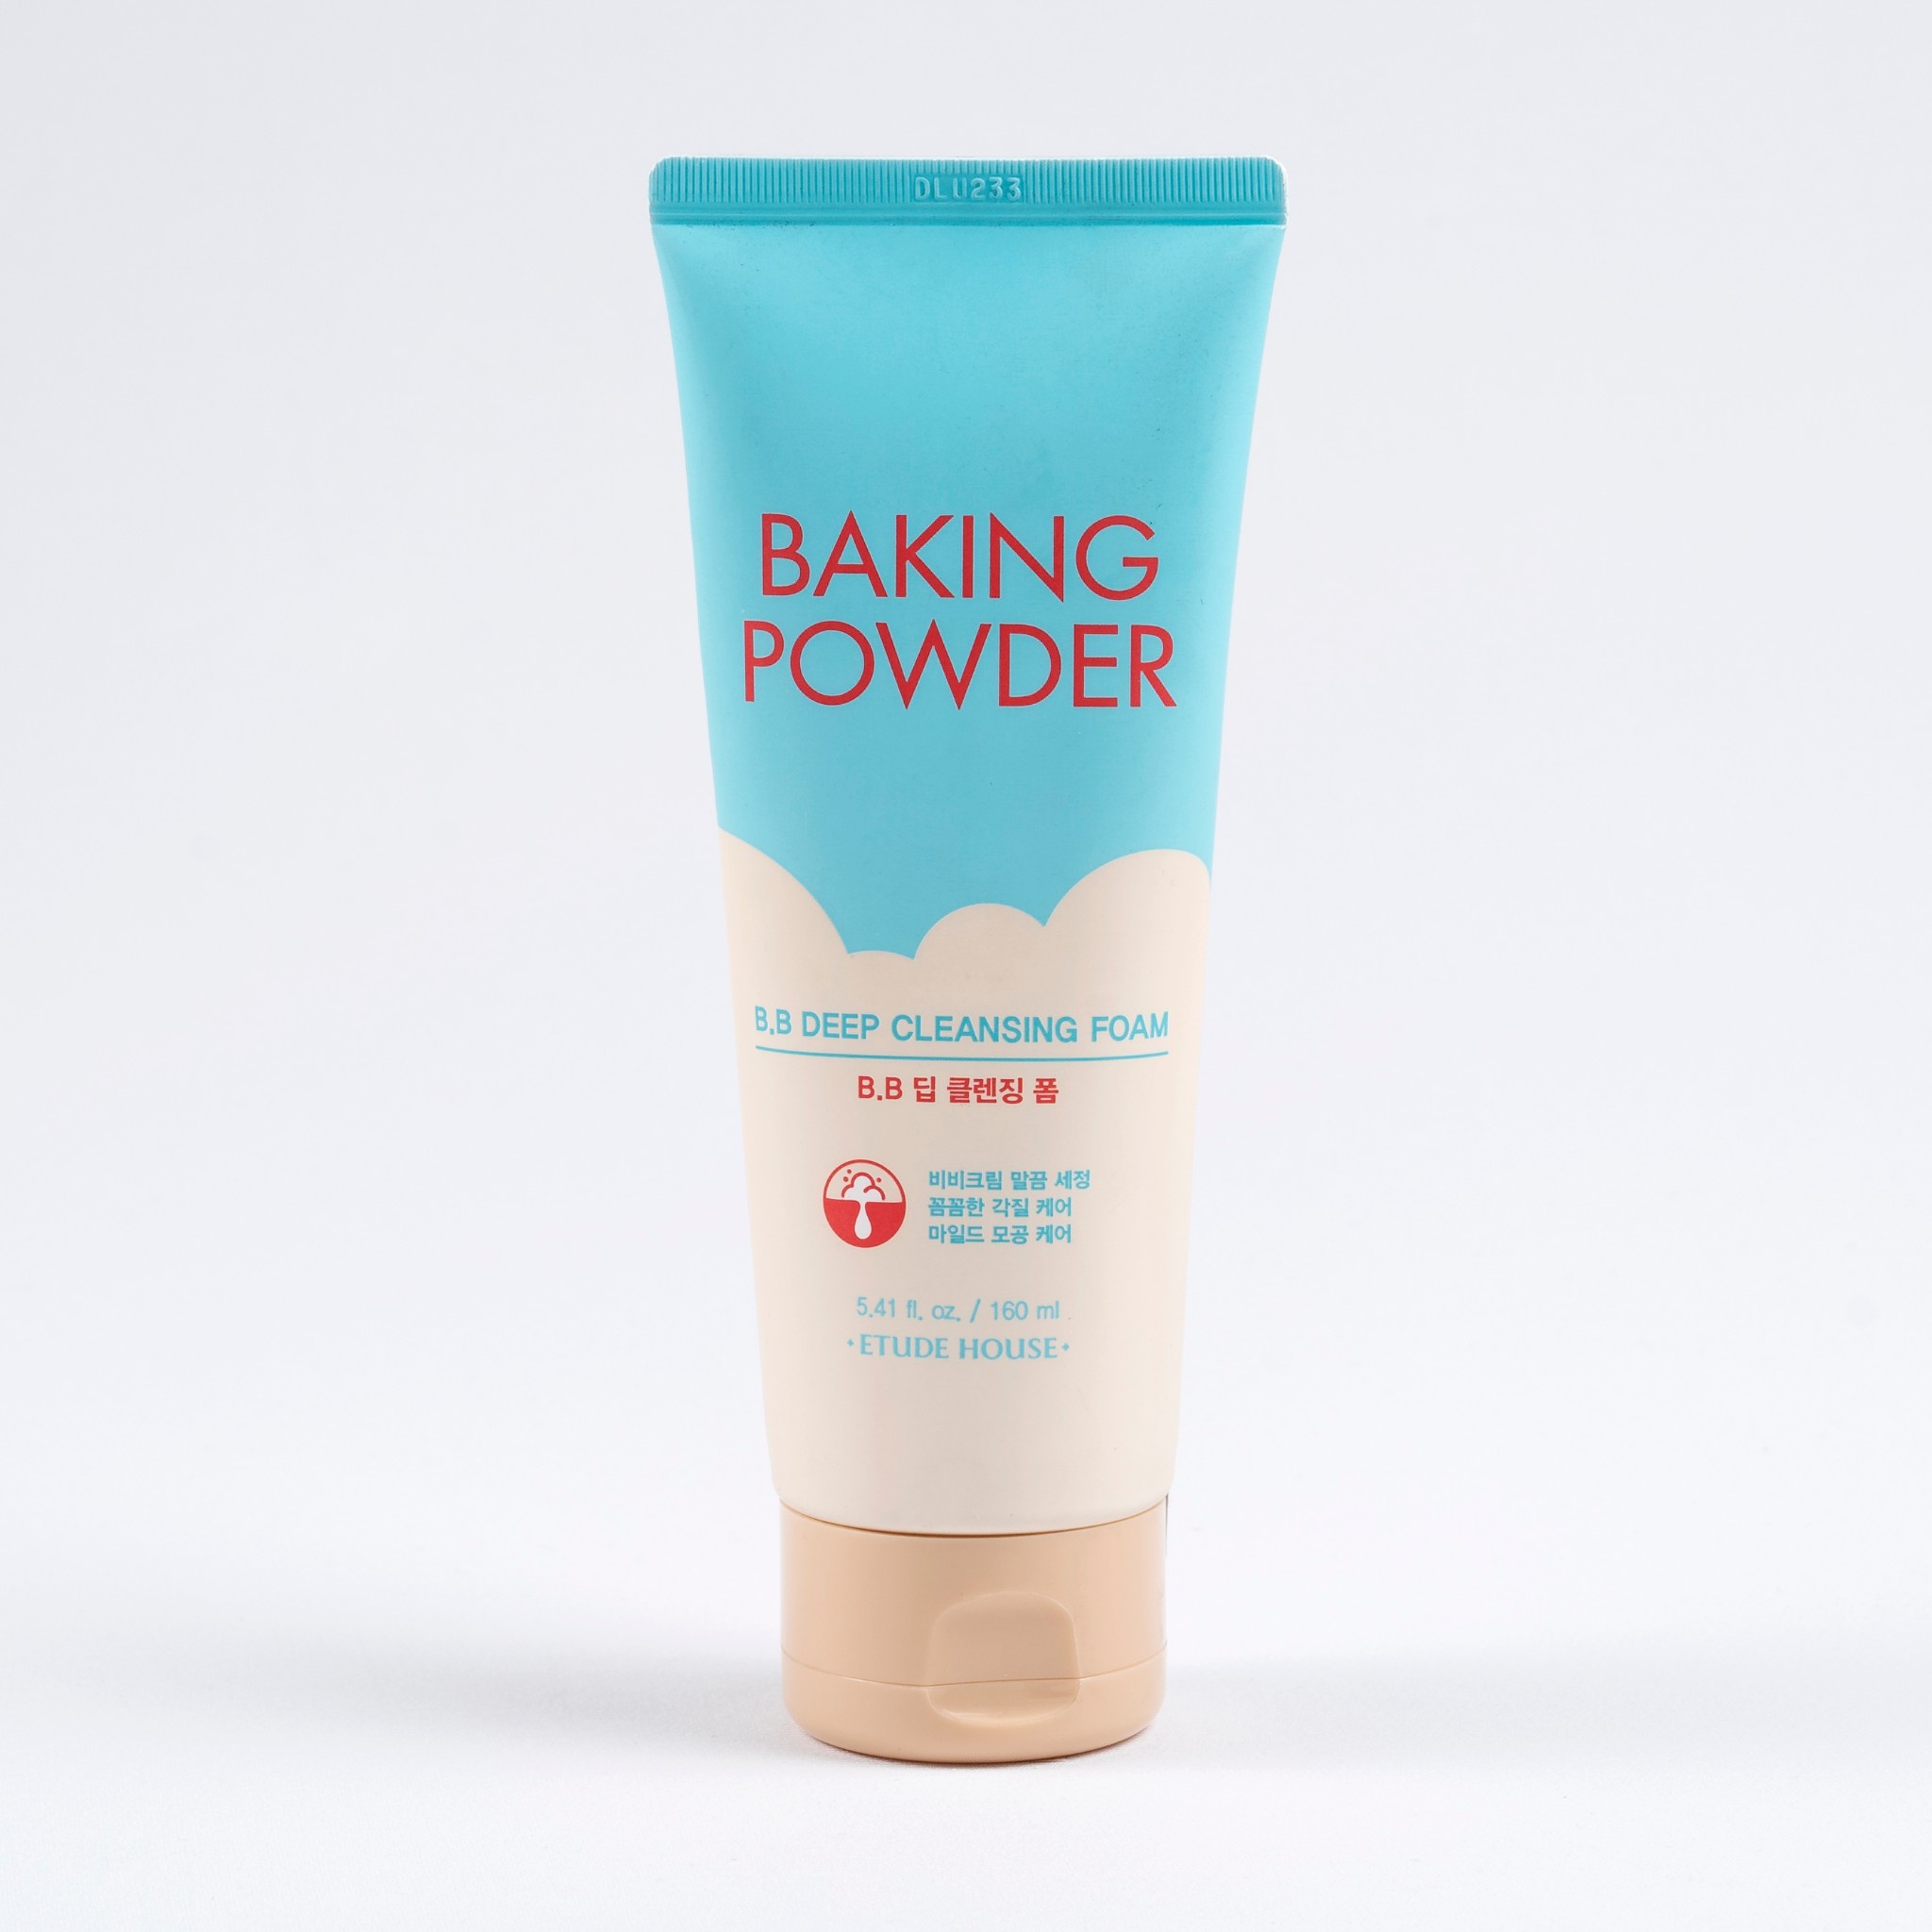 DLU233
BAKING
POWDER
B.B DEEP CLEANSING FOAM
B.B 딥 클렌징 폼
비비크림 말끔 세정
꼼꼼한 각질 케어
마일드 모공 케어
5.41 fl. oz. / 160 ml
ETUDE HOUSE